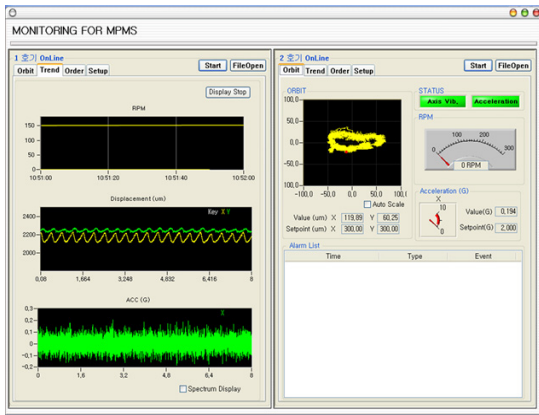 MONITORING FOR MPMS
1 호기 OnLine
Start FileOpen
Orbit Trend Order Setup
Display Stop
RPM
150
100
50
0
10:51:00 10:51:20 10:51:40 10:52:00
Displacement (um)
Key X Y
2400
2200
2000
0,08 1,664 3,248 4,832 6,416 8
ACC (G)
X
0,3
0,2
0,1
0
-0,1
-0,2
0 1,6 3,2 4,8 6,4 8
Spectrum Display
2 호기 OnLine
Start FileOpen
Orbit Trend Order Setup
ORBIT
100,0
50,0
0,0
-50,0
-100,0
-100,0 -50,0 0,0 50,0 100,0
Auto Scale
Value (um) X 119,89 Y 60,25
Setpoint (um) X 300,00 Y 300,00
STATUS
Axis Vib, Acceleration
RPM
0 100 200 300
0 RPM
Acceleration (G)
X
10
0
Value(G) 0,194
Setpoint(G) 2,000
Alarm List
Time Type Event